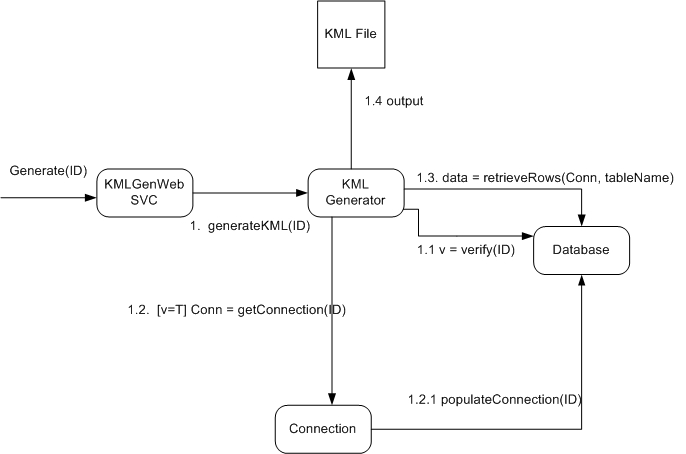 KML File
1.4 output
Generate(ID)
KMLGenWeb
SVC
KML
Generator
1.3. data = retrieveRows(Conn, tableName)
1. generateKML(ID)
1.1 v = verify(ID)
Database
1.2. [v=T] Conn = getConnection(ID)
1.2.1 populateConnection(ID)
Connection